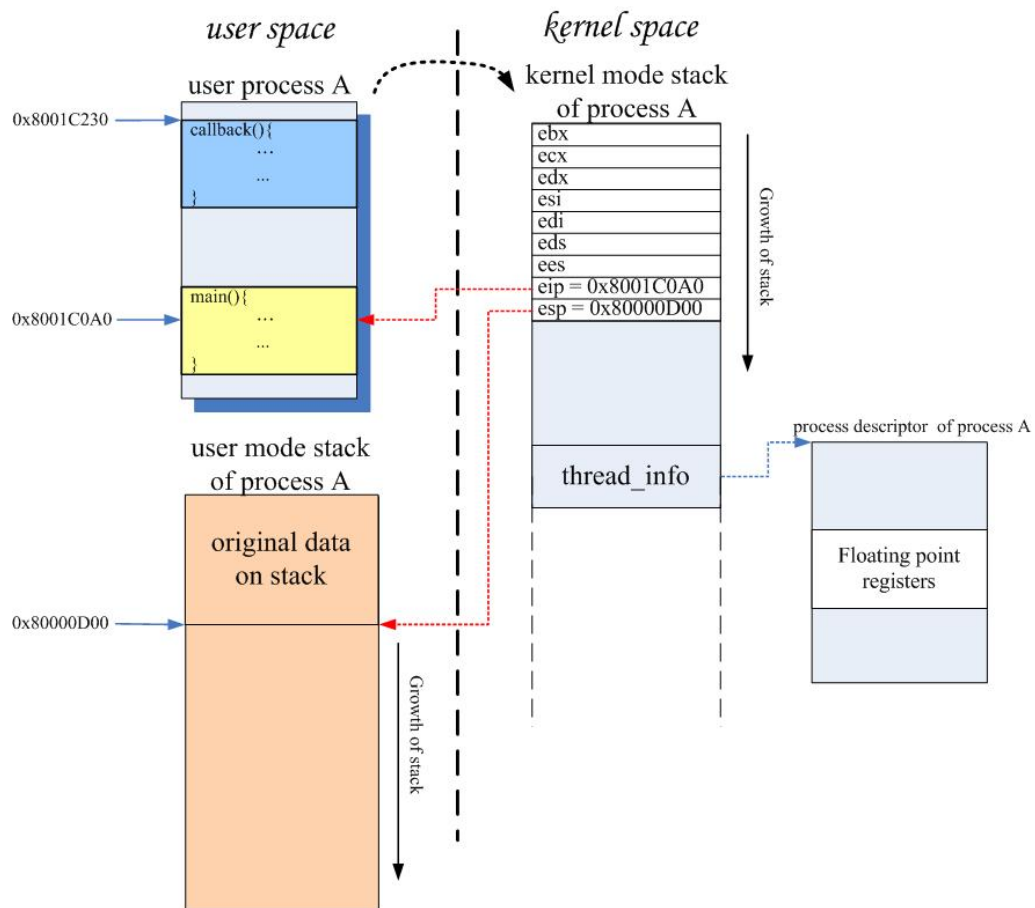 user space
kernel space
user process A
kernel mode stack
of process A
0x8001C230
callback(){
...
...
}
main(){
...
...
}
0x8001C0A0
ebx
ecx
edx
esi
edi
eds
ees
eip = 0x8001C0A0
esp = 0x80000D00
Growth of stack
thread_info
process descriptor of process A
Floating point
registers
user mode stack
of process A
original data
on stack
0x80000D00
Growth of stack